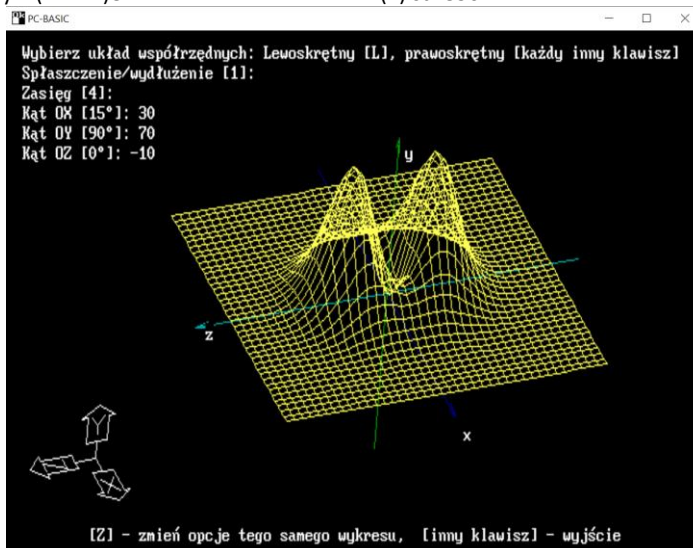 PC-BASIC
Wybierz układ współrzędnych: Lewoskrętny [L], prawoskrętny [każdy inny klawisz]
Spłaszczenie/wydłużenie [1]:
Zasięg [4]:
Kąt OX [15°]: 30
Kąt OY [90°]: 70
Kąt OZ [0°]: -10
y
z
x
Y
X
[Z] - zmień opcje tego samego wykresu, [inny klawisz] - wyjście